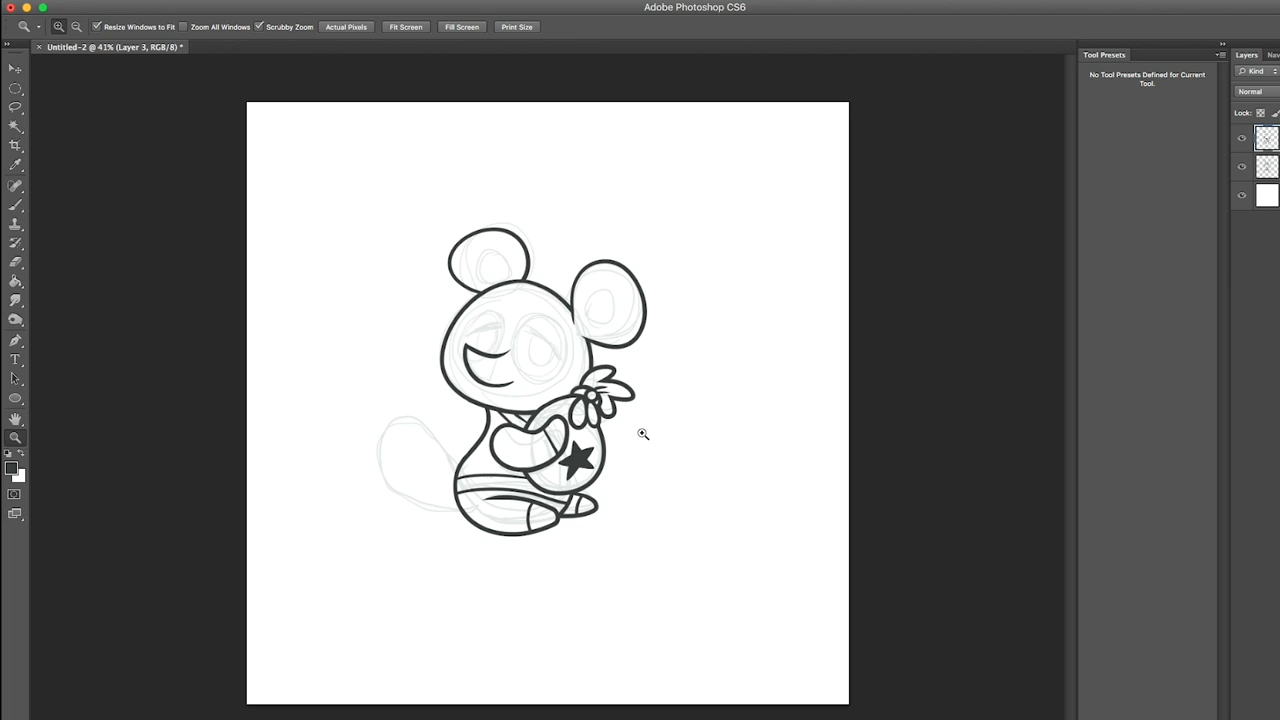 Adobe Photoshop CS6
Resize Windows to Fit Zoom All Windows Scrubby Zoom Actual Pixels Fit Screen Fill Screen Print Size
× Untitled-2 @ 41% (Layer 3, RGB/8) *
Tool Presets
No Tool Presets Defined for Current
Tool.
Layers Nav
Kind
Normal
Lock: